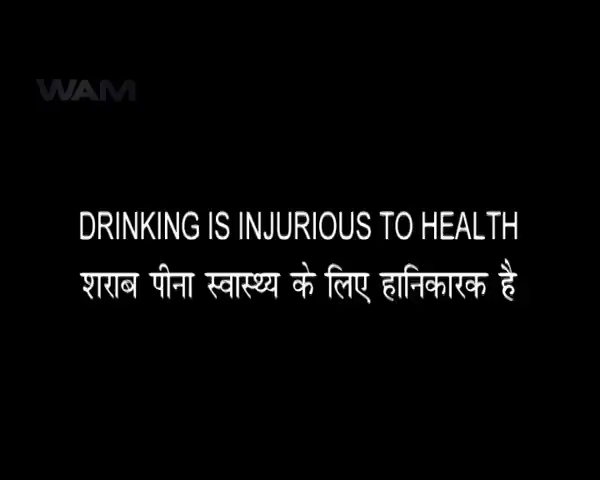 WAM
DRINKING IS INJURIOUS TO HEALTH
शराब पीना स्वास्थ्य के लिए हानिकारक है